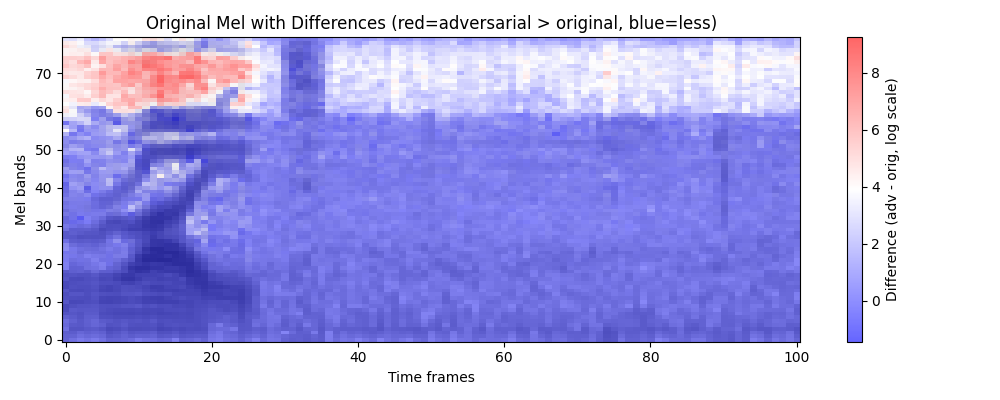 Original Mel with Differences (red=adversarial > original, blue=less)
Mel bands
70
60
50
40
30
20
10
0
0 20 40 60 80 100
Time frames
8
6
4
2
0
Difference (adv - orig, log scale)